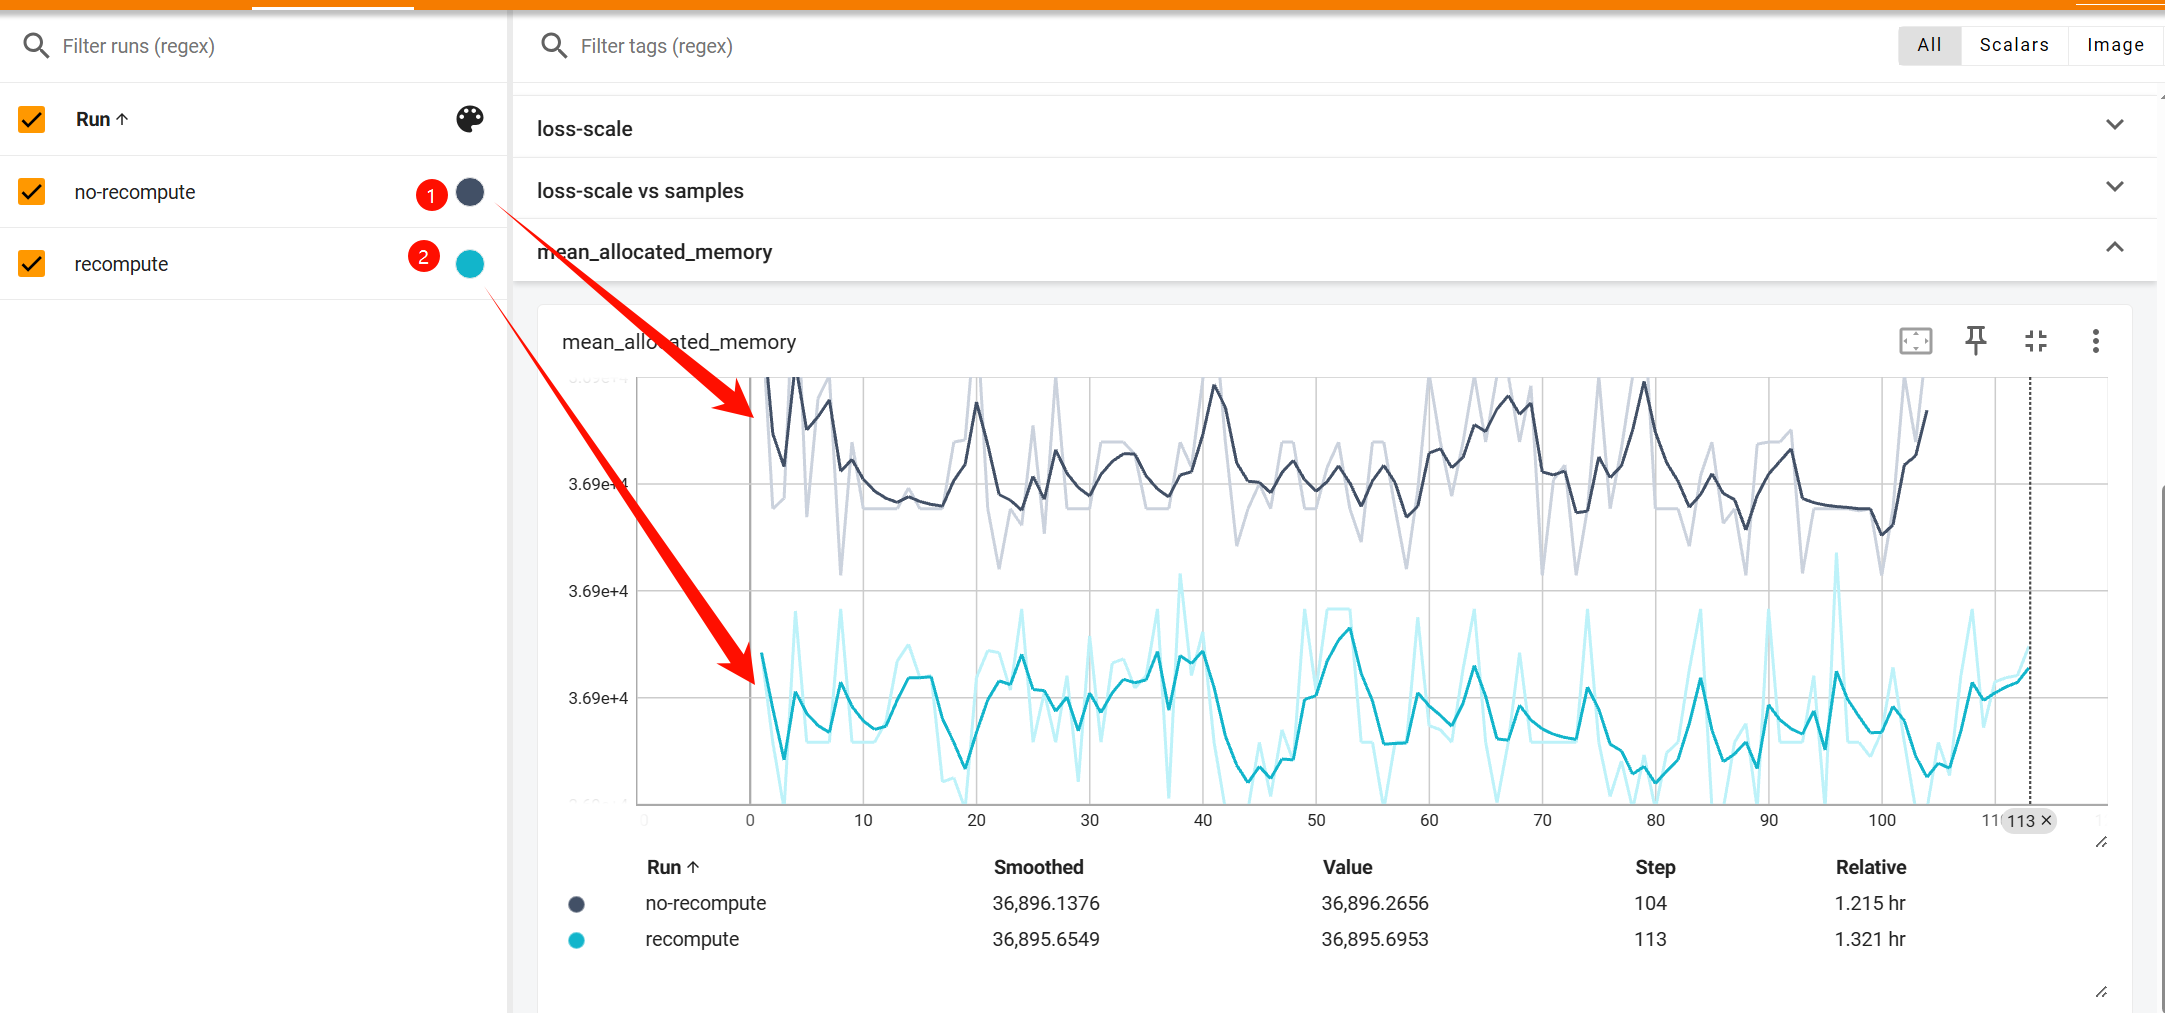 Filter runs (regex)
Filter tags (regex)
All Scalars Image
Run ↑
no-recompute
1
recompute
2
loss-scale
loss-scale vs samples
mean_allocated_memory
mean_allocated_memory
3.69e+4
3.69e+4
3.69e+4
0 10 20 30 40 50 60 70 80 90 100 113 ×
Run ↑ Smoothed Value Step Relative
no-recompute 36,896.1376 36,896.2656 104 1.215 hr
recompute 36,895.6549 36,895.6953 113 1.321 hr